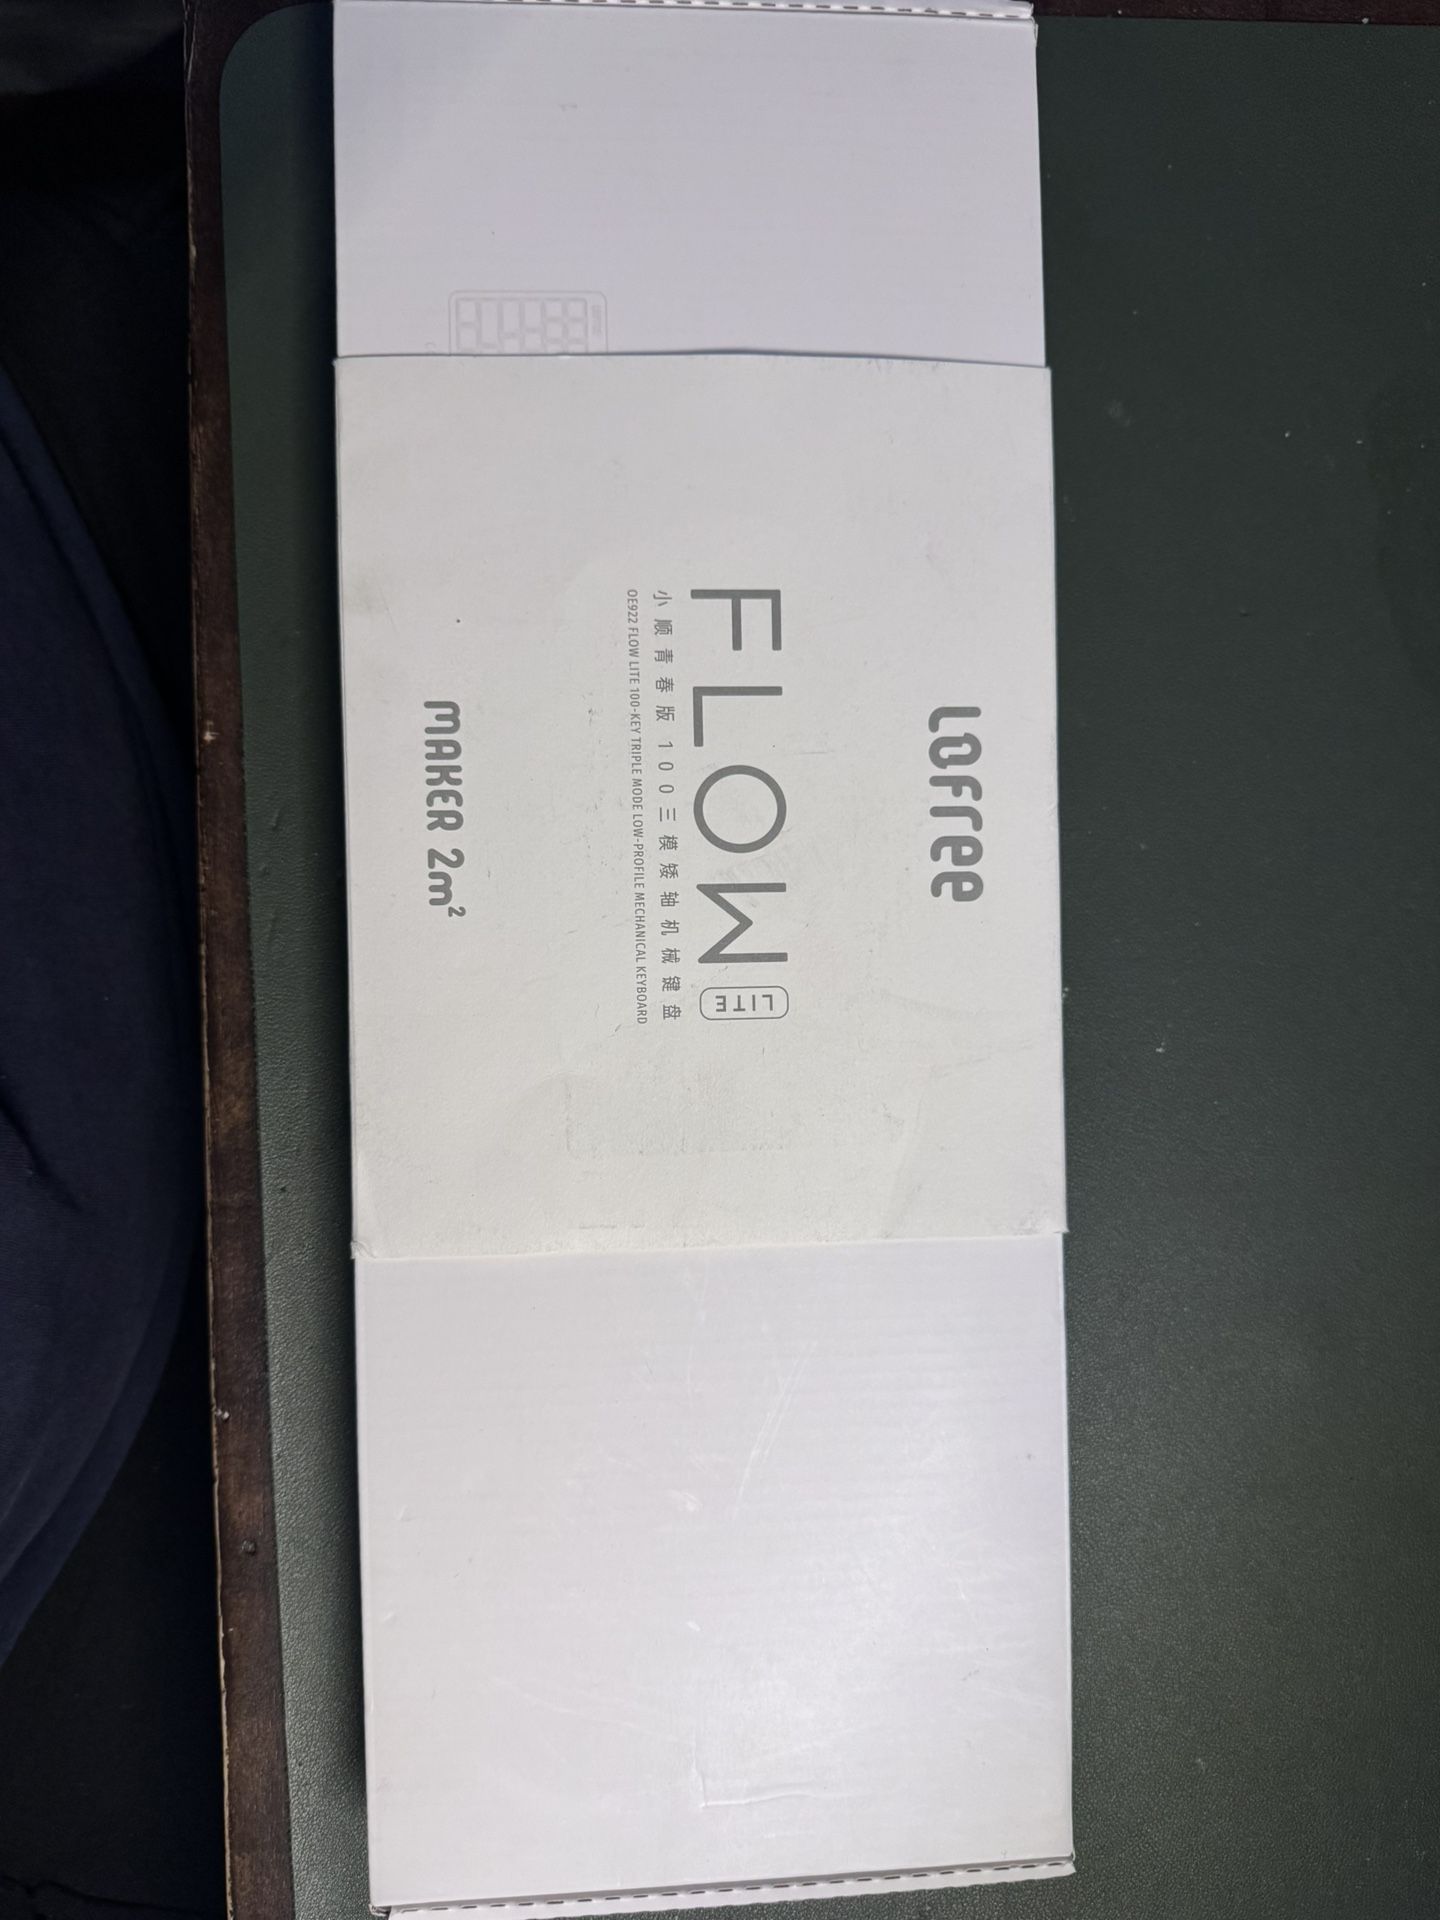 Lofree
FLOW LITE
小顺青春版100三模矮轴机械键盘
OE922 FLOW LITE 100-KEY TRIPLE MODE LOW-PROFILE MECHANICAL KEYBOARD
MAKER 2m²